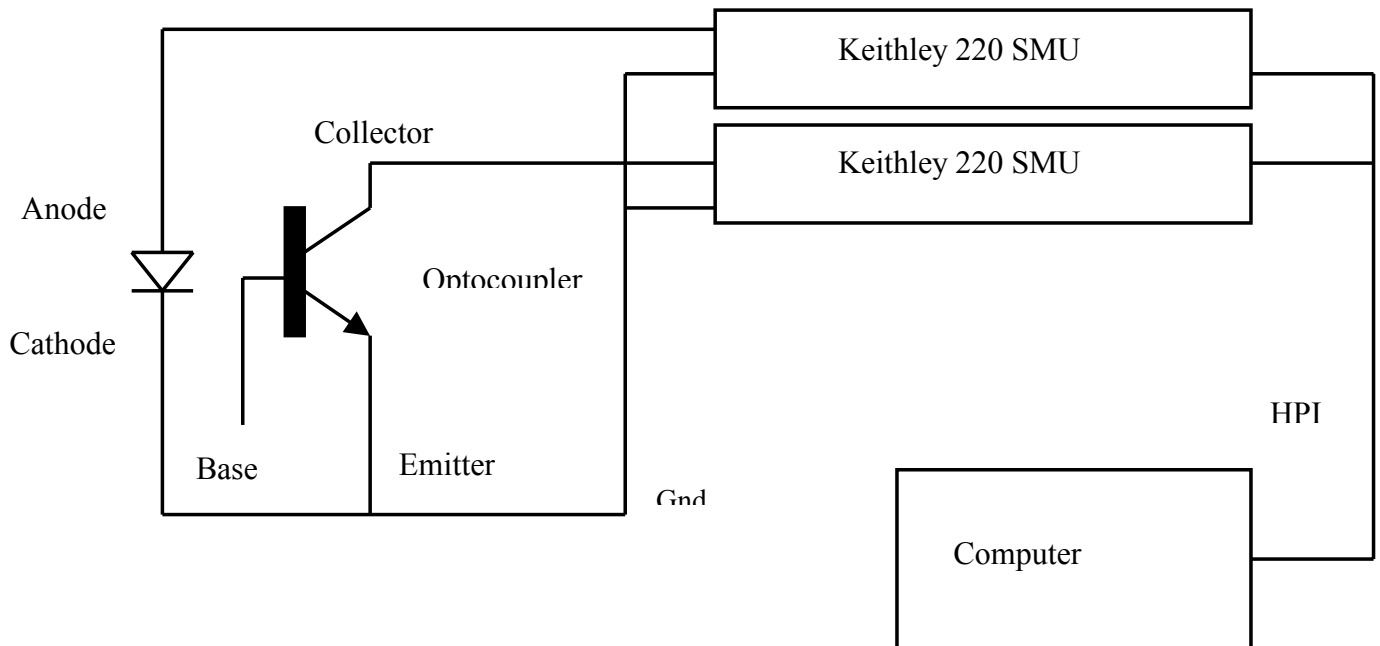 Keithley 220 SMU
Collector
Keithley 220 SMU
Anode
Optocoupler
Cathode
HPI
Base
Emitter
Gnd
Computer